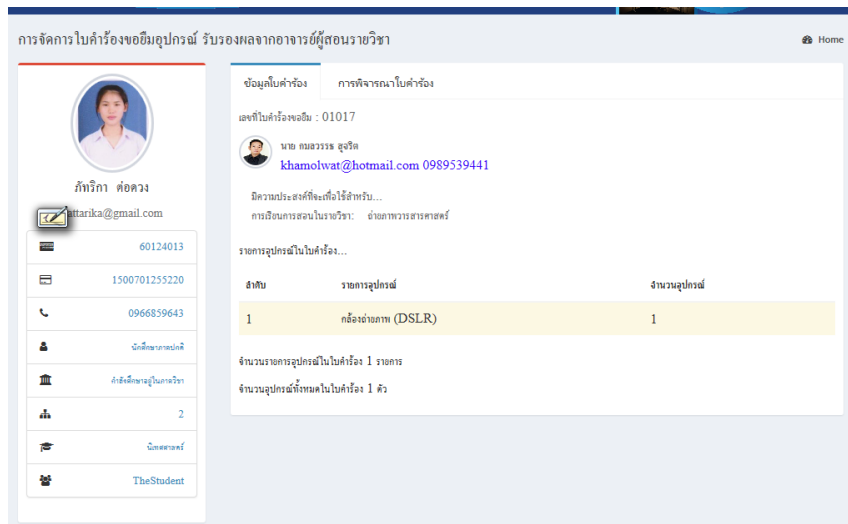 การจัดการใบคำร้องขอยืมอุปกรณ์ รับรองผลจากอาจารย์ผู้สอนรายวิชา
Home
ภัทริกา ต่อดวง
attarika@gmail.com
60124013
1500701255220
0966859643
นักศึกษาภาคปกติ
กำลังศึกษาอยู่ในภาควิชา
2
นิเทศศาสตร์
TheStudent
ข้อมูลใบคำร้อง
การพิจารณาใบคำร้อง
เลขที่ใบคำร้องขอยืม : 01017
นาย กมลวรรธ สุจริต
khamolwat@hotmail.com 0989539441
มีความประสงค์ที่จะเพื่อใช้สำหรับ...
การเรียนการสอนในรายวิชา: ถ่ายภาพวารสารศาสตร์
รายการอุปกรณ์ในใบคำร้อง...
ลำดับ รายการอุปกรณ์ จำนวนอุปกรณ์
1 กล้องถ่ายภาพ (DSLR) 1
จำนวนรายการอุปกรณ์ในใบคำร้อง 1 รายการ
จำนวนอุปกรณ์ทั้งหมดในใบคำร้อง 1 ตัว